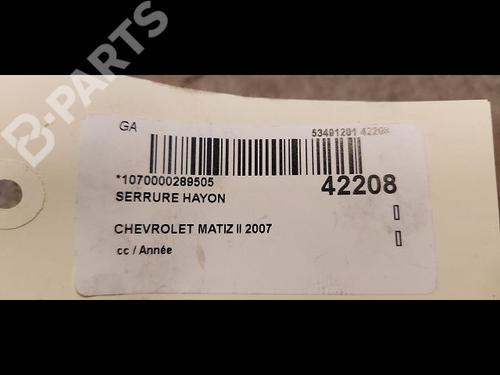 B-PARTS
GA
53491201 42208
*1070000289505
42208
SERRURE HAYON
CHEVROLET MATIZ II 2007
cc / Année